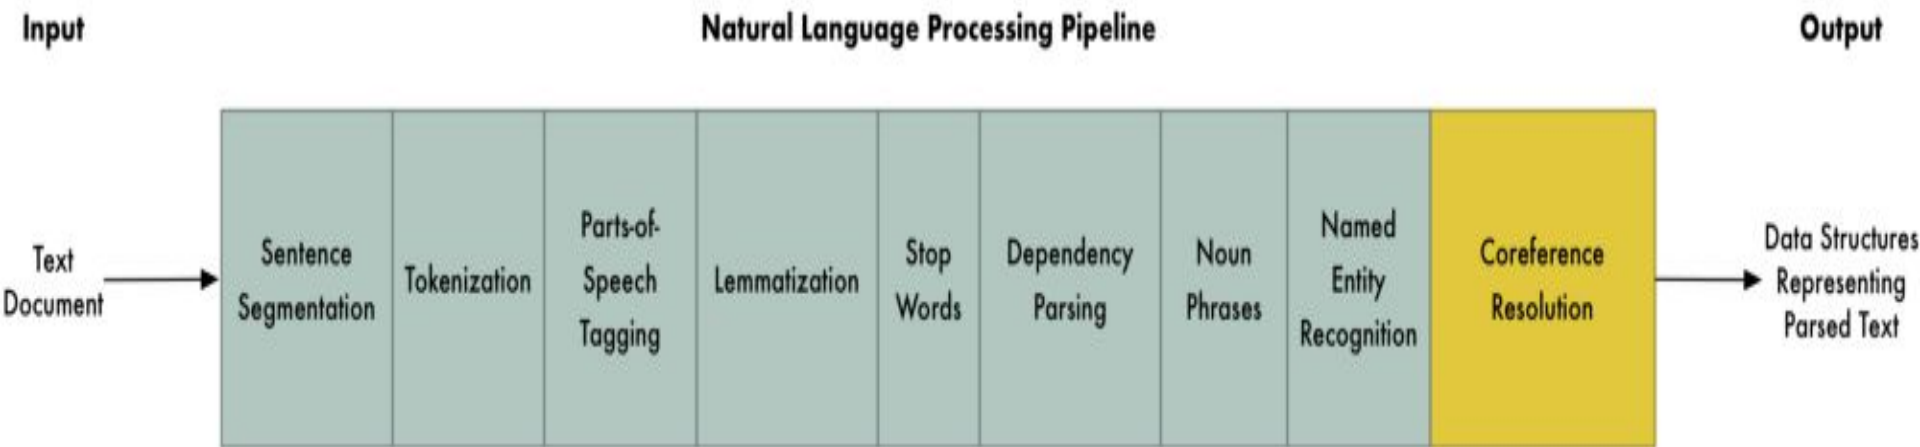 Input
Natural Language Processing Pipeline
Output
Text
Document
Sentence
Segmentation
Tokenization
Parts-of-
Speech
Tagging
Lemmatization
Stop
Words
Dependency
Parsing
Noun
Phrases
Named
Entity
Recognition
Coreference
Resolution
Data Structures
Representing
Parsed Text